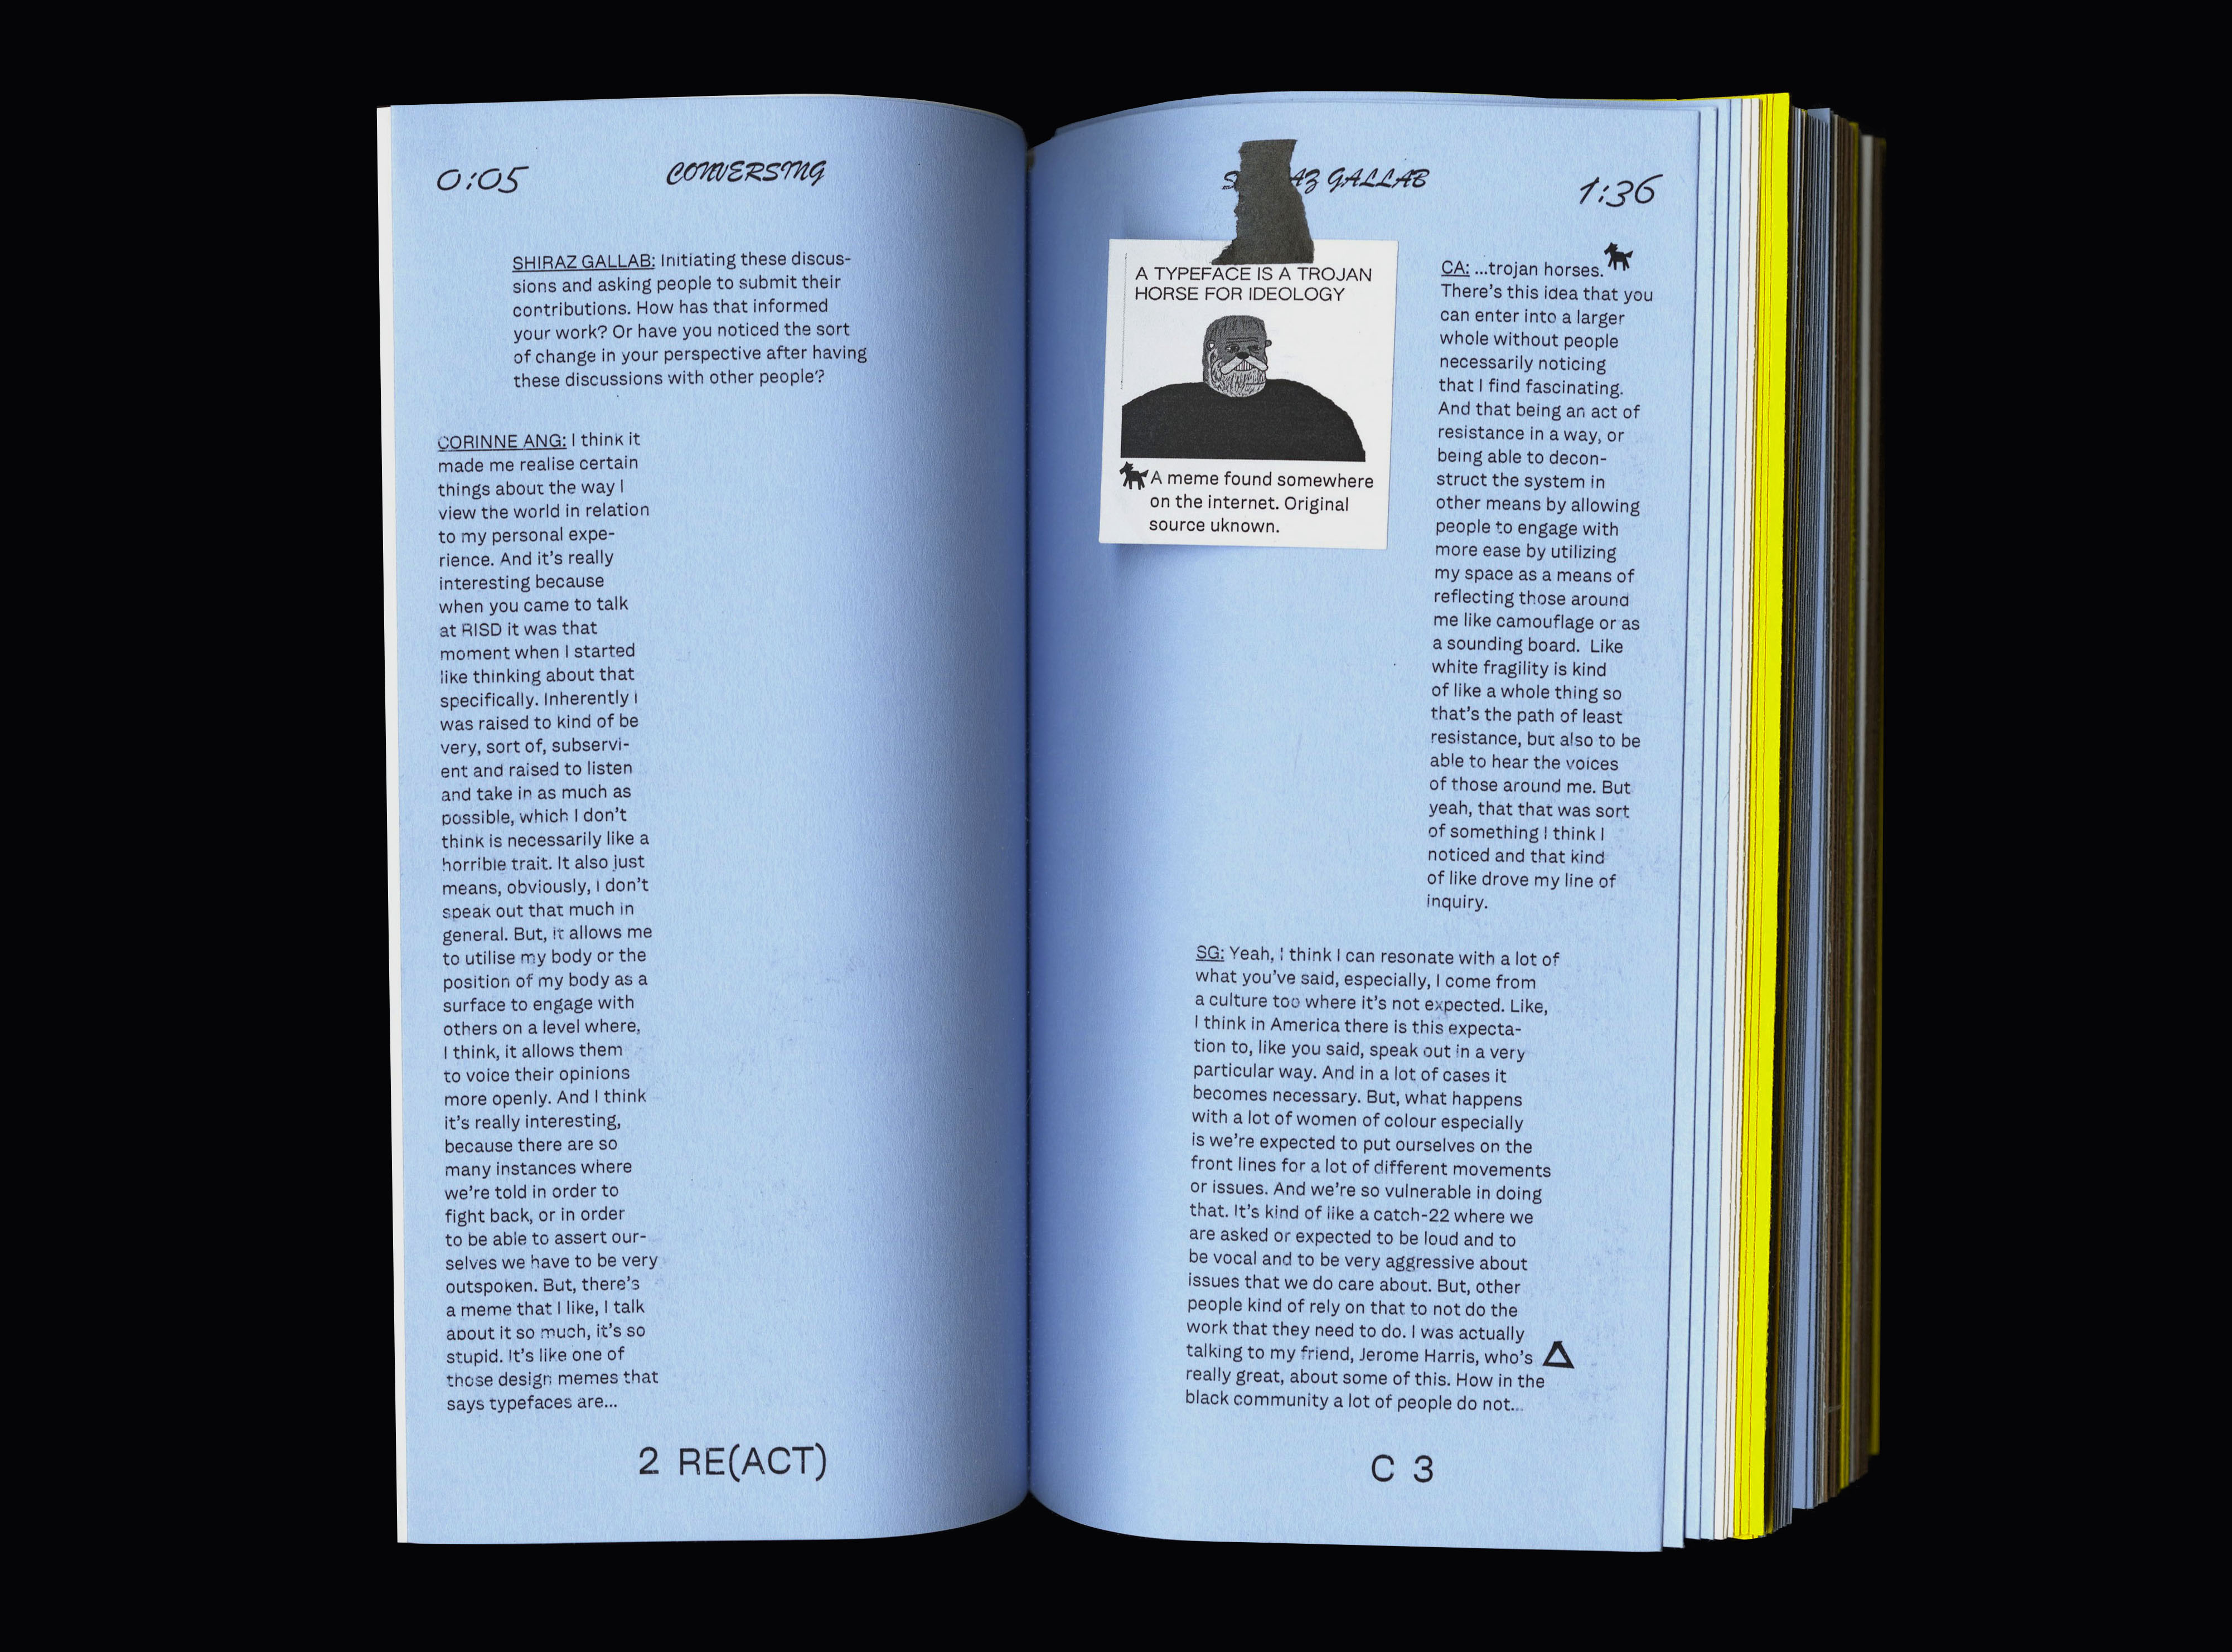 0:05
CONVERSING
SHIRAZ GALLAB: Initiating these discus-
sions and asking people to submit their
contributions. How has that informed
your work? Or have you noticed the sort
of change in your perspective after having
these discussions with other people?
CORINNE ANG: I think it
made me realise certain
things about the way I
view the world in relation
to my personal expe-
rience. And it's really
interesting because
when you came to talk
at RISD it was that
moment when I started
like thinking about that
specifically. Inherently I
was raised to kind of be
very, sort of, subservi-
ent and raised to listen
and take in as much as
possible, which I don't
think is necessarily like a
horrible trait. It also just
means, obviously, I don't
speak out that much in
general. But, it allows me
to utilise my body or the
position of my body as a
surface to engage with
others on a level where,
I think, it allows them
to voice their opinions
more openly. And I think
it's really interesting,
because there are so
many instances where
we're told in order to
fight back, or in order
to be able to assert our-
selves we have to be very
outspoken. But, there's
a meme that I like, I talk
about it so much, it's so
stupid. It's like one of
those design memes that
says typefaces are...
2 RE(ACT)
GALLAB
1:36
A TYPEFACE IS A TROJAN
HORSE FOR IDEOLOGY
A meme found somewhere
on the internet. Original
source uknown.
CA: ...trojan horses.
There's this idea that you
can enter into a larger
whole without people
necessarily noticing
that I find fascinating.
And that being an act of
resistance in a way, or
being able to decon-
struct the system in
other means by allowing
people to engage with
more ease by utilizing
my space as a means of
reflecting those around
me like camouflage or as
a sounding board. Like
white fragility is kind
of like a whole thing so
that's the path of least
resistance, but also to be
able to hear the voices
of those around me. But
yeah, that that was sort
of something I think I
noticed and that kind
of like drove my line of
inquiry.
SG: Yeah, I think I can resonate with a lot of
what you've said, especially, I come from
a culture too where it's not expected. Like,
I think in America there is this expecta-
tion to, like you said, speak out in a very
particular way. And in a lot of cases it
becomes necessary. But, what happens
with a lot of women of colour especially
is we're expected to put ourselves on the
front lines for a lot of different movements
or issues. And we're so vulnerable in doing
that. It's kind of like a catch-22 where we
are asked or expected to be loud and to
be vocal and to be very aggressive about
issues that we do care about. But, other
people kind of rely on that to not do the
work that they need to do. I was actually
talking to my friend, Jerome Harris, who's
really great, about some of this. How in the
black community a lot of people do not...
C 3